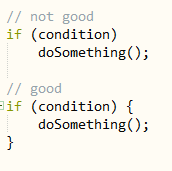 // not good
if (condition)
    doSomething();

// good
if (condition) {
    doSomething();
}